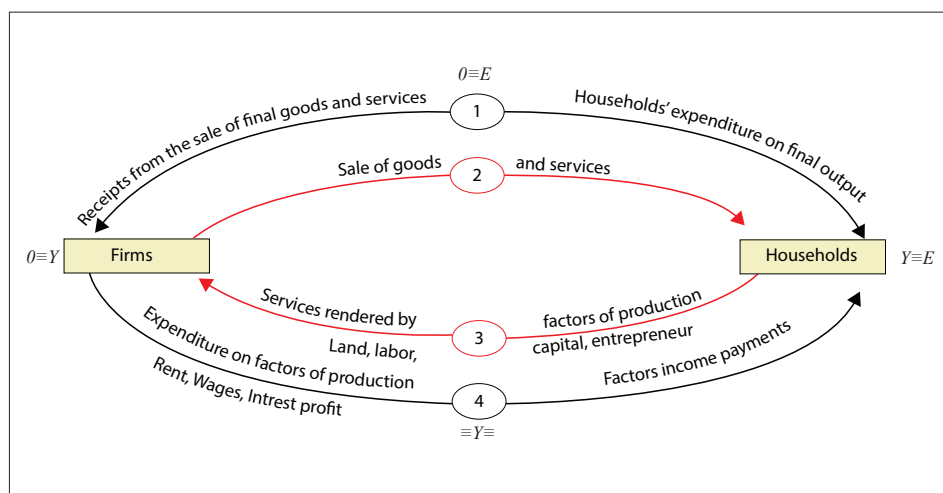 0≡E
1
Receipts from the sale of final goods and services
Households' expenditure on final output
Sale of goods
2
and services
0≡Y
Firms
Households
Y≡E
Services rendered by
3
factors of production
Land, labor,
capital, entrepreneur
Expenditure on factors of production
Rent, Wages, Intrest profit
4
Factors income payments
≡Y≡